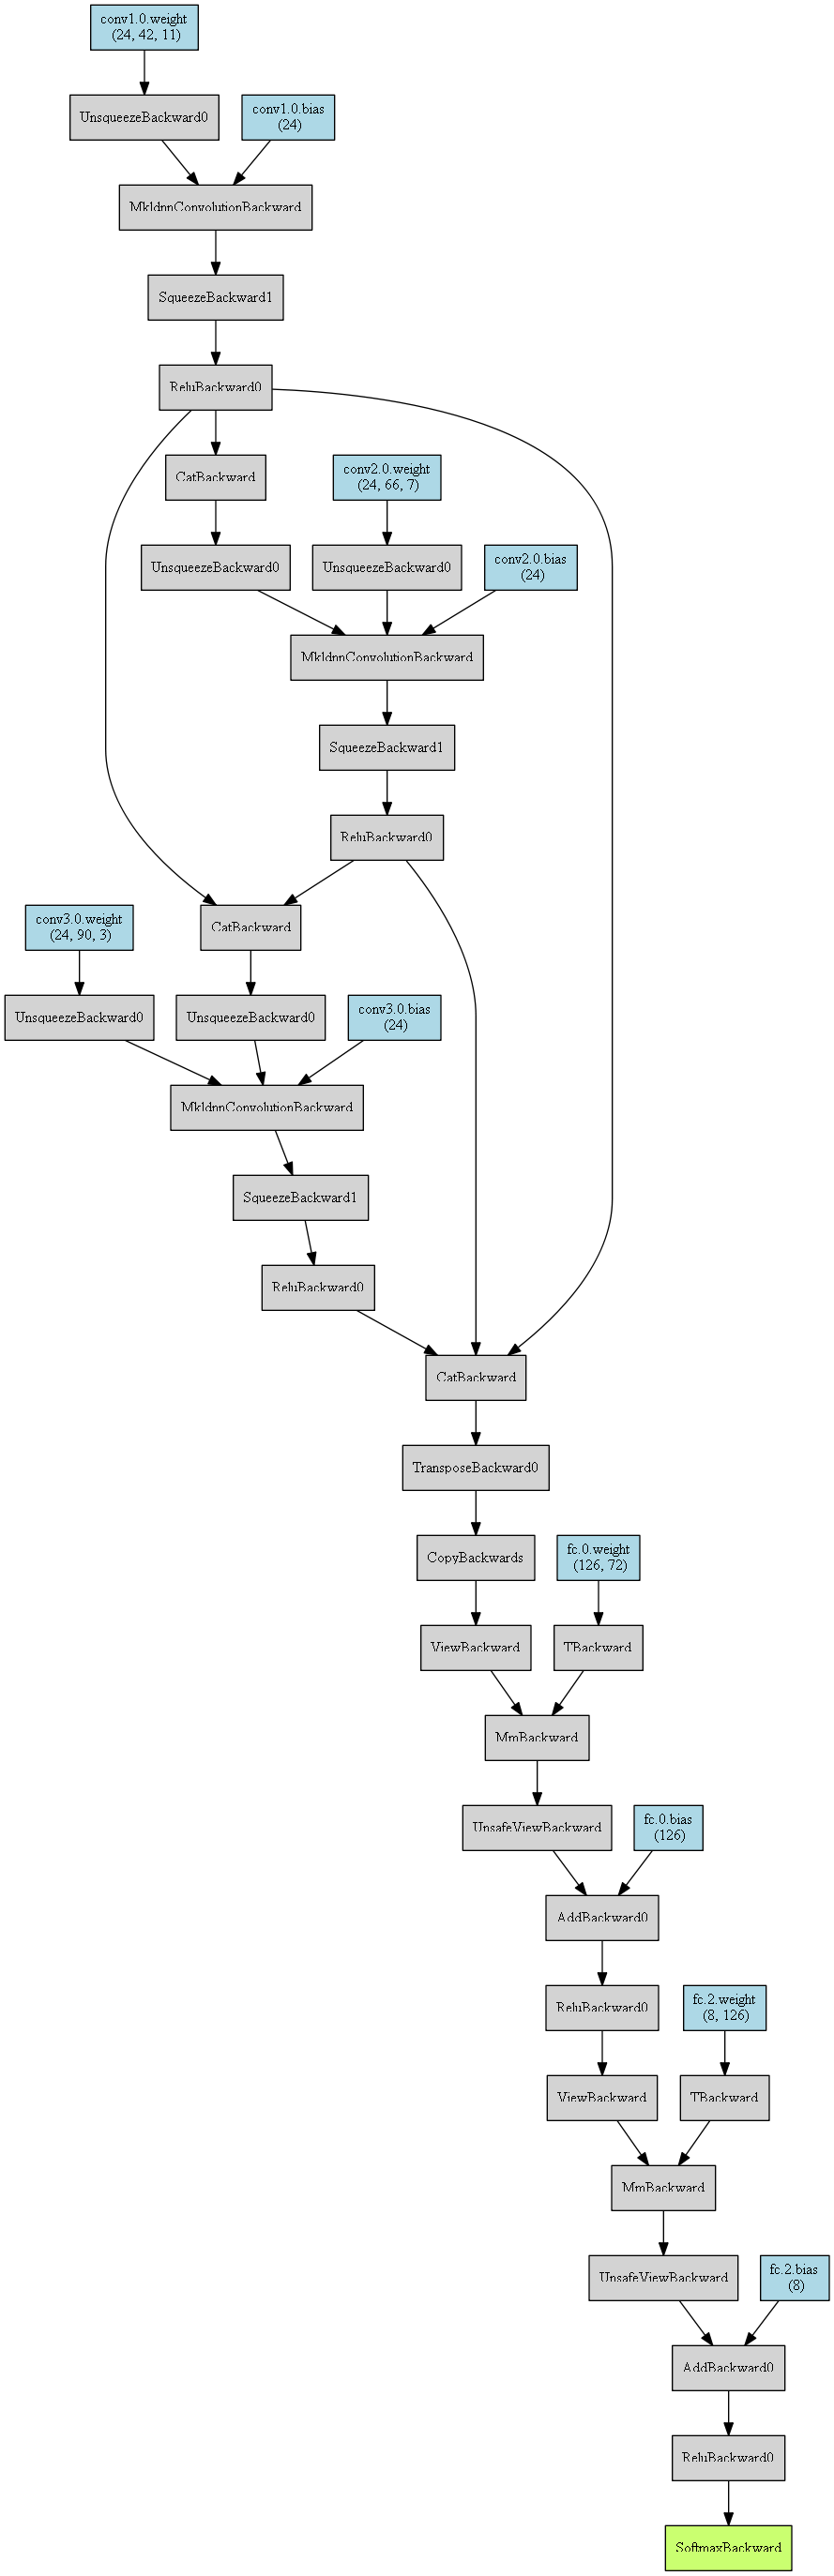 conv1.0.weight
(24, 42, 11)
UnsqueezeBackward0
conv1.0.bias
(24)
MkldnnConvolutionBackward
SqueezeBackward1
ReluBackward0
CatBackward
conv2.0.weight
(24, 66, 7)
UnsqueezeBackward0
UnsqueezeBackward0
conv2.0.bias
(24)
MkldnnConvolutionBackward
SqueezeBackward1
ReluBackward0
conv3.0.weight
(24, 90, 3)
CatBackward
UnsqueezeBackward0
UnsqueezeBackward0
conv3.0.bias
(24)
MkldnnConvolutionBackward
SqueezeBackward1
ReluBackward0
CatBackward
TransposeBackward0
CopyBackwards
fc.0.weight
(126, 72)
ViewBackward
TBackward
MmBackward
UnsafeViewBackward
fc.0.bias
(126)
AddBackward0
ReluBackward0
fc.2.weight
(8, 126)
ViewBackward
TBackward
MmBackward
UnsafeViewBackward
fc.2.bias
(8)
AddBackward0
ReluBackward0
SoftmaxBackward